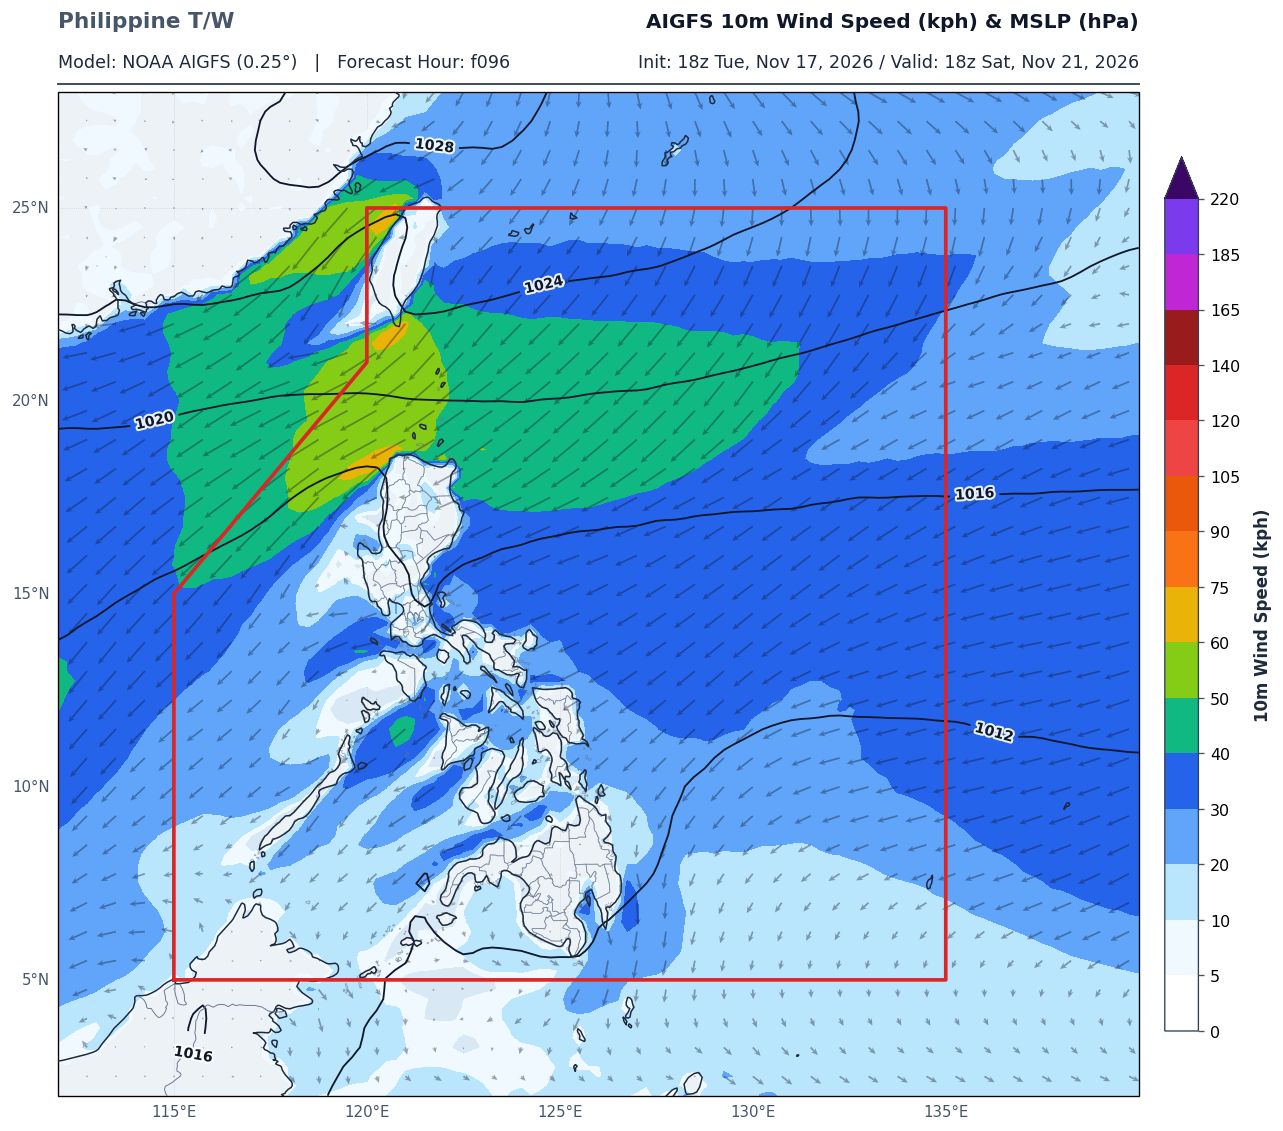 Philippine T/W
AIGFS 10m Wind Speed (kph) & MSLP (hPa)
Model: NOAA AIGFS (0.25°)   |   Forecast Hour: f096
Init: 18z Tue, Nov 17, 2026 / Valid: 18z Sat, Nov 21, 2026
1028
1024
1020
1016
1012
1016
25°N
20°N
15°N
10°N
5°N
115°E
120°E
125°E
130°E
135°E
220
185
165
140
120
105
90
75
60
50
40
30
20
10
5
0
10m Wind Speed (kph)